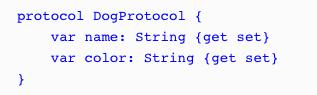 protocol DogProtocol {
    var name: String {get set}
    var color: String {get set}
}